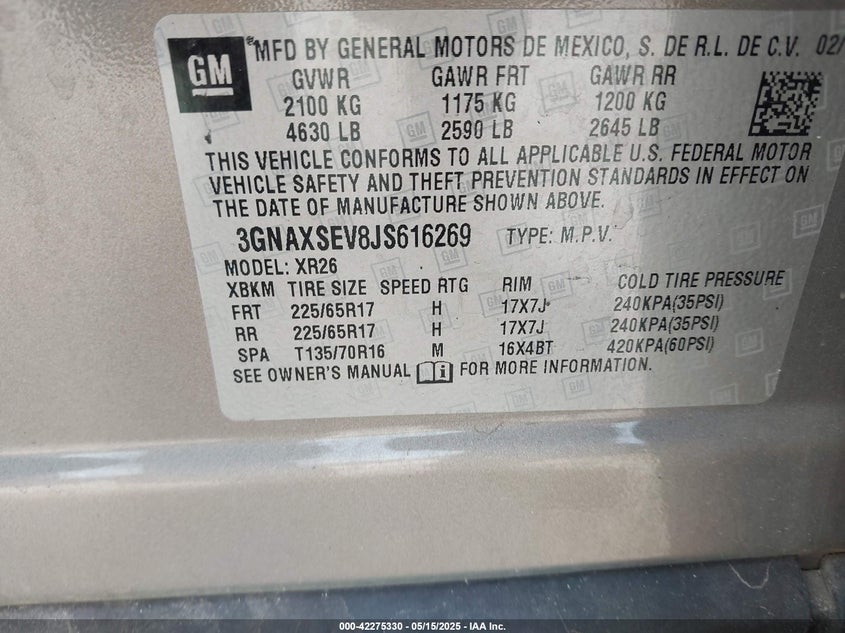 GM
®MFD BY GENERAL MOTORS DE MEXICO, S. DE R.L. DE C.V. 02/
GVWR GAWR FRT GAWR RR
2100 KG 1175 KG 1200 KG
4630 LB 2590 LB 2645 LB
THIS VEHICLE CONFORMS TO ALL APPLICABLE U.S. FEDERAL MOTOR
VEHICLE SAFETY AND THEFT PREVENTION STANDARDS IN EFFECT ON
THE DATE OF MANUFACTURE SHOWN ABOVE.
3GNAXSEV8JS616269 TYPE: M.P.V.
MODEL: XR26
XBKM TIRE SIZE SPEED RTG RIM COLD TIRE PRESSURE
FRT 225/65R17 H 17X7J 240KPA(35PSI)
RR 225/65R17 H 17X7J 240KPA(35PSI)
SPA T135/70R16 M 16X4BT 420KPA(60PSI)
SEE OWNER'S MANUAL FOR MORE INFORMATION.
000-42275330 - 05/15/2025 - IAA Inc.